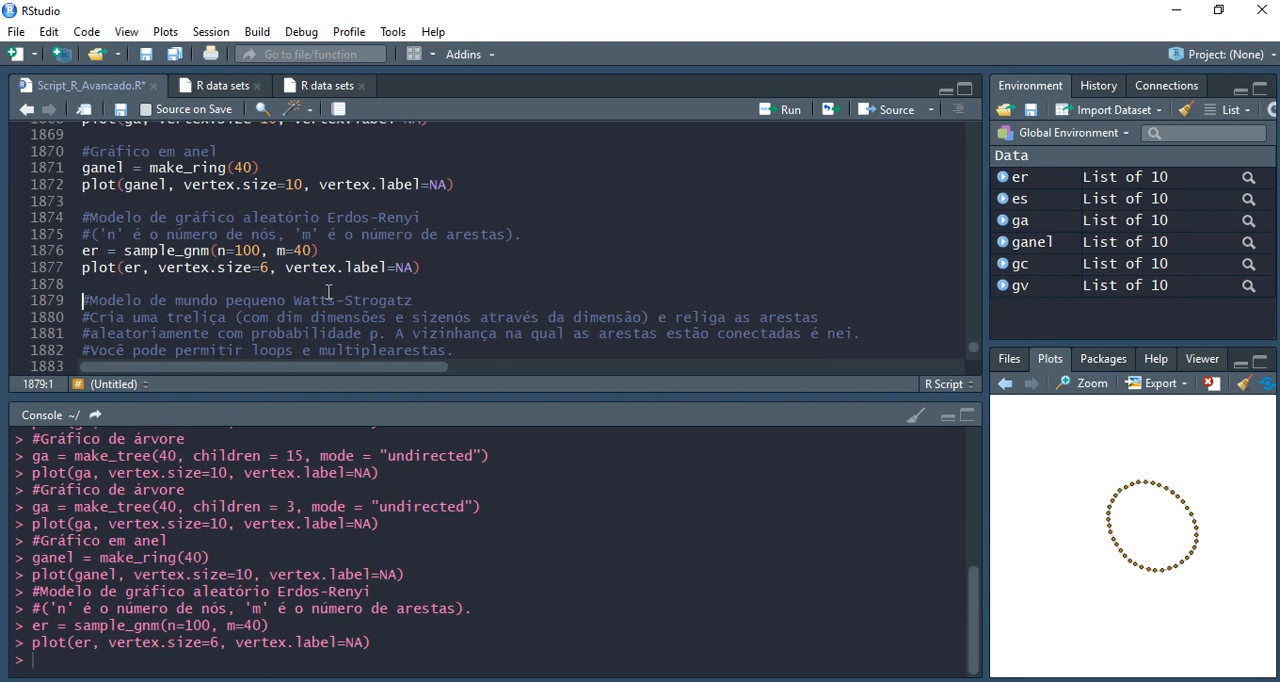 RStudio
File Edit Code View Plots Session Build Debug Profile Tools Help
Go to file/function Addins Project: (None)
Script_R_Avancado.R* R data sets R data sets
Source on Save Run Source
1869
1870 #Gráfico em anel
1871 ganel = make_ring(40)
1872 plot(ganel, vertex.size=10, vertex.label=NA)
1873
1874 #Modelo de gráfico aleatório Erdos-Renyi
1875 #('n' é o número de nós, 'm' é o número de arestas).
1876 er = sample_gnm(n=100, m=40)
1877 plot(er, vertex.size=6, vertex.label=NA)
1878
1879 #Modelo de mundo pequeno Watts-Strogatz
1880 #Cria uma treliça (com dim dimensões e sizenós através da dimensão) e religa as arestas
1881 #aleatoriamente com probabilidade p. A vizinhança na qual as arestas estão conectadas é nei.
1882 #Você pode permitir loops e multiplearestas.
1883
1879:1 # (Untitled) R Script
Console ~/
> #Gráfico de árvore
> ga = make_tree(40, children = 15, mode = "undirected")
> plot(ga, vertex.size=10, vertex.label=NA)
> #Gráfico de árvore
> ga = make_tree(40, children = 3, mode = "undirected")
> plot(ga, vertex.size=10, vertex.label=NA)
> #Gráfico em anel
> ganel = make_ring(40)
> plot(ganel, vertex.size=10, vertex.label=NA)
> #Modelo de gráfico aleatório Erdos-Renyi
> #('n' é o número de nós, 'm' é o número de arestas).
> er = sample_gnm(n=100, m=40)
> plot(er, vertex.size=6, vertex.label=NA)
>
Environment History Connections
Import Dataset List
Global Environment
Data
er List of 10
es List of 10
ga List of 10
ganel List of 10
gc List of 10
gv List of 10
Files Plots Packages Help Viewer
Zoom Export